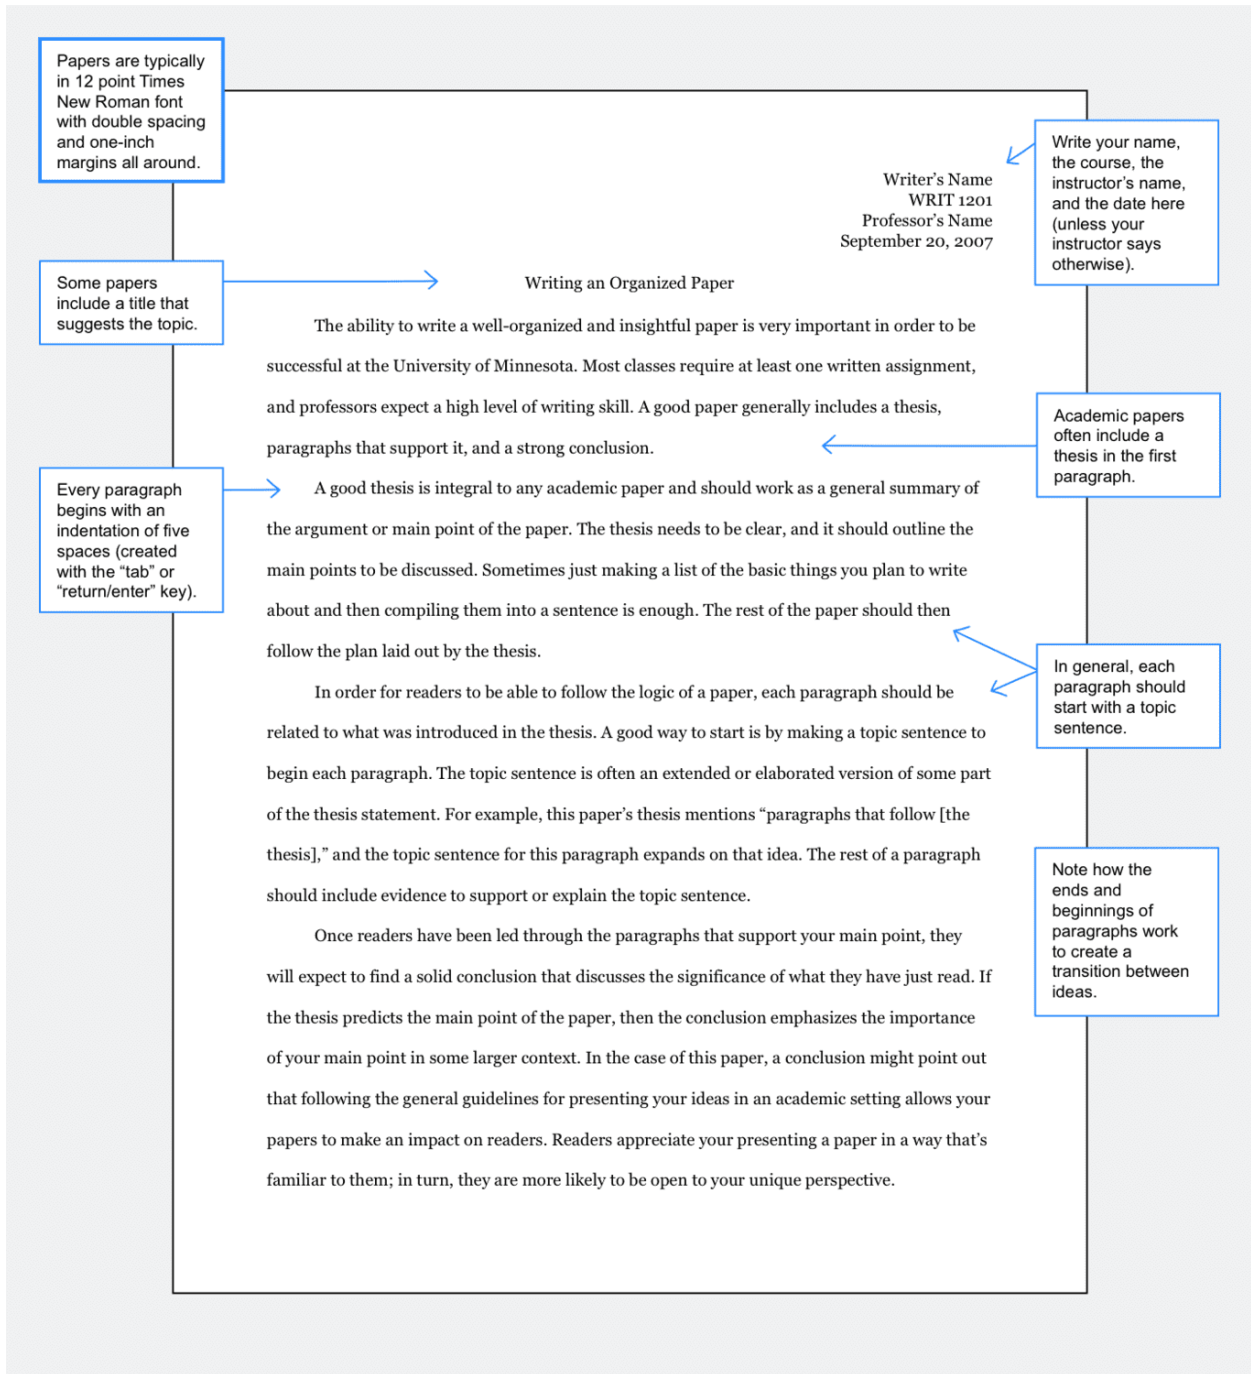 Papers are typically
in 12 point Times
New Roman font
with double spacing
and one-inch
margins all around.
Write your name,
the course, the
instructor's name,
and the date here
(unless your
instructor says
otherwise).
Writer's Name
WRIT 1201
Professor's Name
September 20, 2007
Some papers
include a title that
suggests the topic.
Writing an Organized Paper
The ability to write a well-organized and insightful paper is very important in order to be
successful at the University of Minnesota. Most classes require at least one written assignment,
and professors expect a high level of writing skill. A good paper generally includes a thesis,
paragraphs that support it, and a strong conclusion.
Academic papers
often include a
thesis in the first
paragraph.
Every paragraph
begins with an
indentation of five
spaces (created
with the “tab” or
“return/enter” key).
A good thesis is integral to any academic paper and should work as a general summary of
the argument or main point of the paper. The thesis needs to be clear, and it should outline the
main points to be discussed. Sometimes just making a list of the basic things you plan to write
about and then compiling them into a sentence is enough. The rest of the paper should then
follow the plan laid out by the thesis.
In general, each
paragraph should
start with a topic
sentence.
In order for readers to be able to follow the logic of a paper, each paragraph should be
related to what was introduced in the thesis. A good way to start is by making a topic sentence to
begin each paragraph. The topic sentence is often an extended or elaborated version of some part
of the thesis statement. For example, this paper's thesis mentions “paragraphs that follow [the
thesis],” and the topic sentence for this paragraph expands on that idea. The rest of a paragraph
should include evidence to support or explain the topic sentence.
Note how the
ends and
beginnings of
paragraphs work
to create a
transition between
ideas.
Once readers have been led through the paragraphs that support your main point, they
will expect to find a solid conclusion that discusses the significance of what they have just read. If
the thesis predicts the main point of the paper, then the conclusion emphasizes the importance
of your main point in some larger context. In the case of this paper, a conclusion might point out
that following the general guidelines for presenting your ideas in an academic setting allows your
papers to make an impact on readers. Readers appreciate your presenting a paper in a way that's
familiar to them; in turn, they are more likely to be open to your unique perspective.